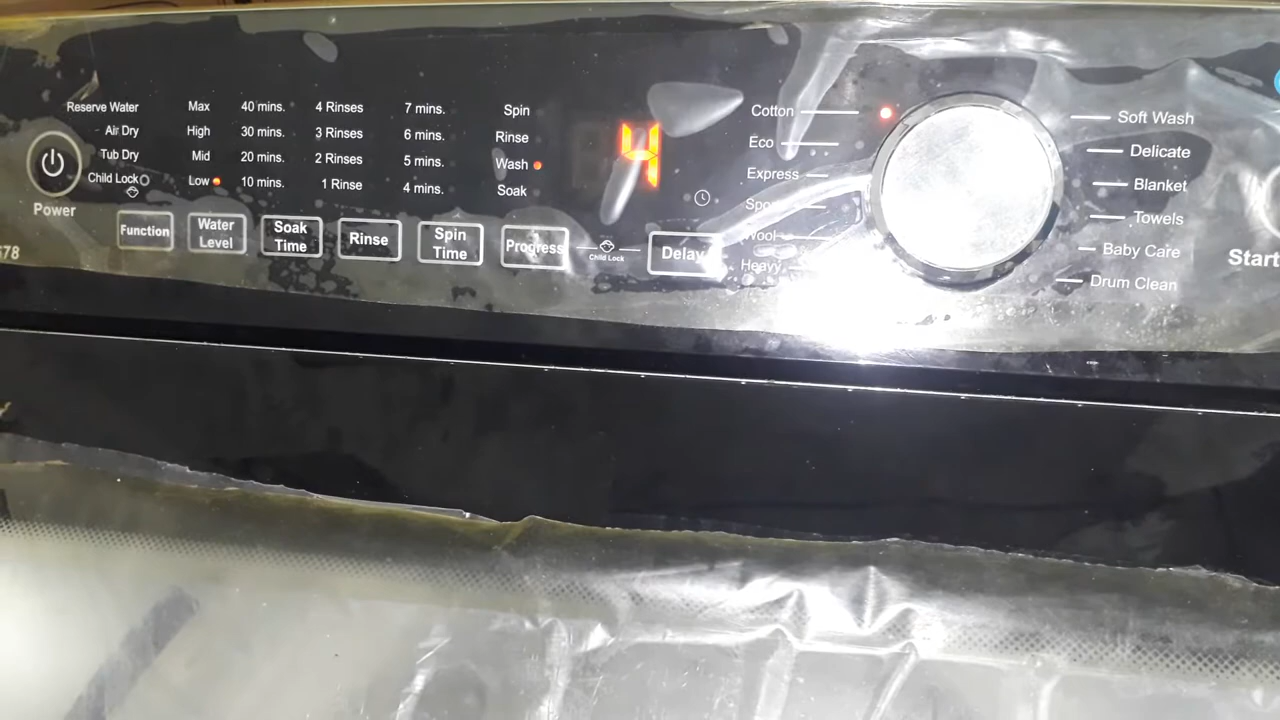 Reserve Water Max 40 mins. 4 Rinses 7 mins. Spin
Air Dry High 30 mins. 3 Rinses 6 mins. Rinse
Tub Dry Mid 20 mins. 2 Rinses 5 mins. Wash
Child Lock Low 10 mins. 1 Rinse 4 mins. Soak
Power
Function
Water
Level
Soak
Time
Rinse
Spin
Time
Progress
Child Lock
Delay
4
Cotton
Eco
Express
Wool
Heavy
Soft Wash
Delicate
Blanket
Towels
Baby Care
Drum Clean
Start
78